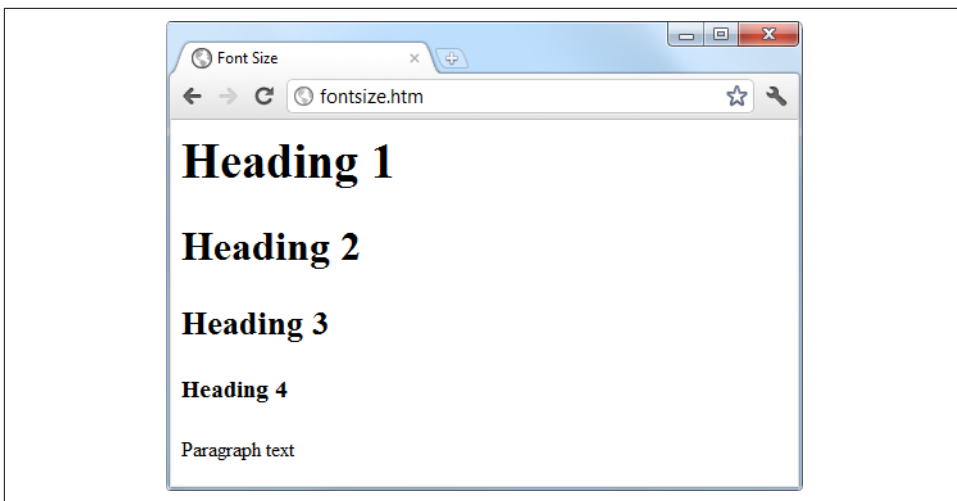 Font Size
fontsize.htm
Heading 1
Heading 2
Heading 3
Heading 4
Paragraph text